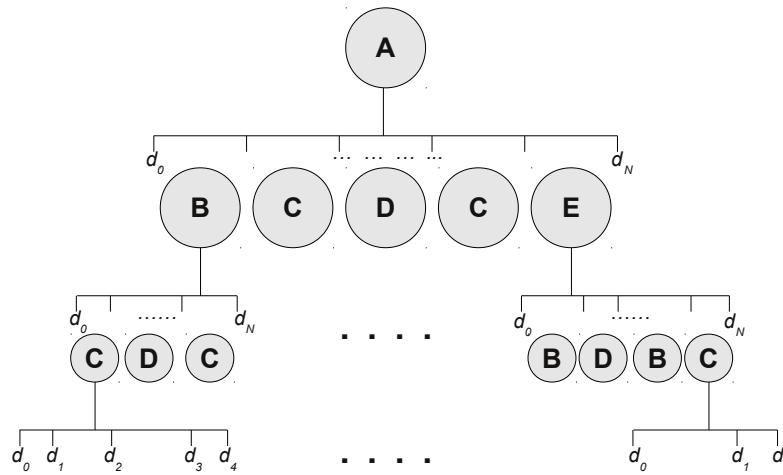 A
d0 ... ... ... ... dN
B C D C E
d0 ...... dN d0 ...... dN
C D C . . . . B D B C
d0 d1 d2 d3 d4 . . . . d0 d1 d